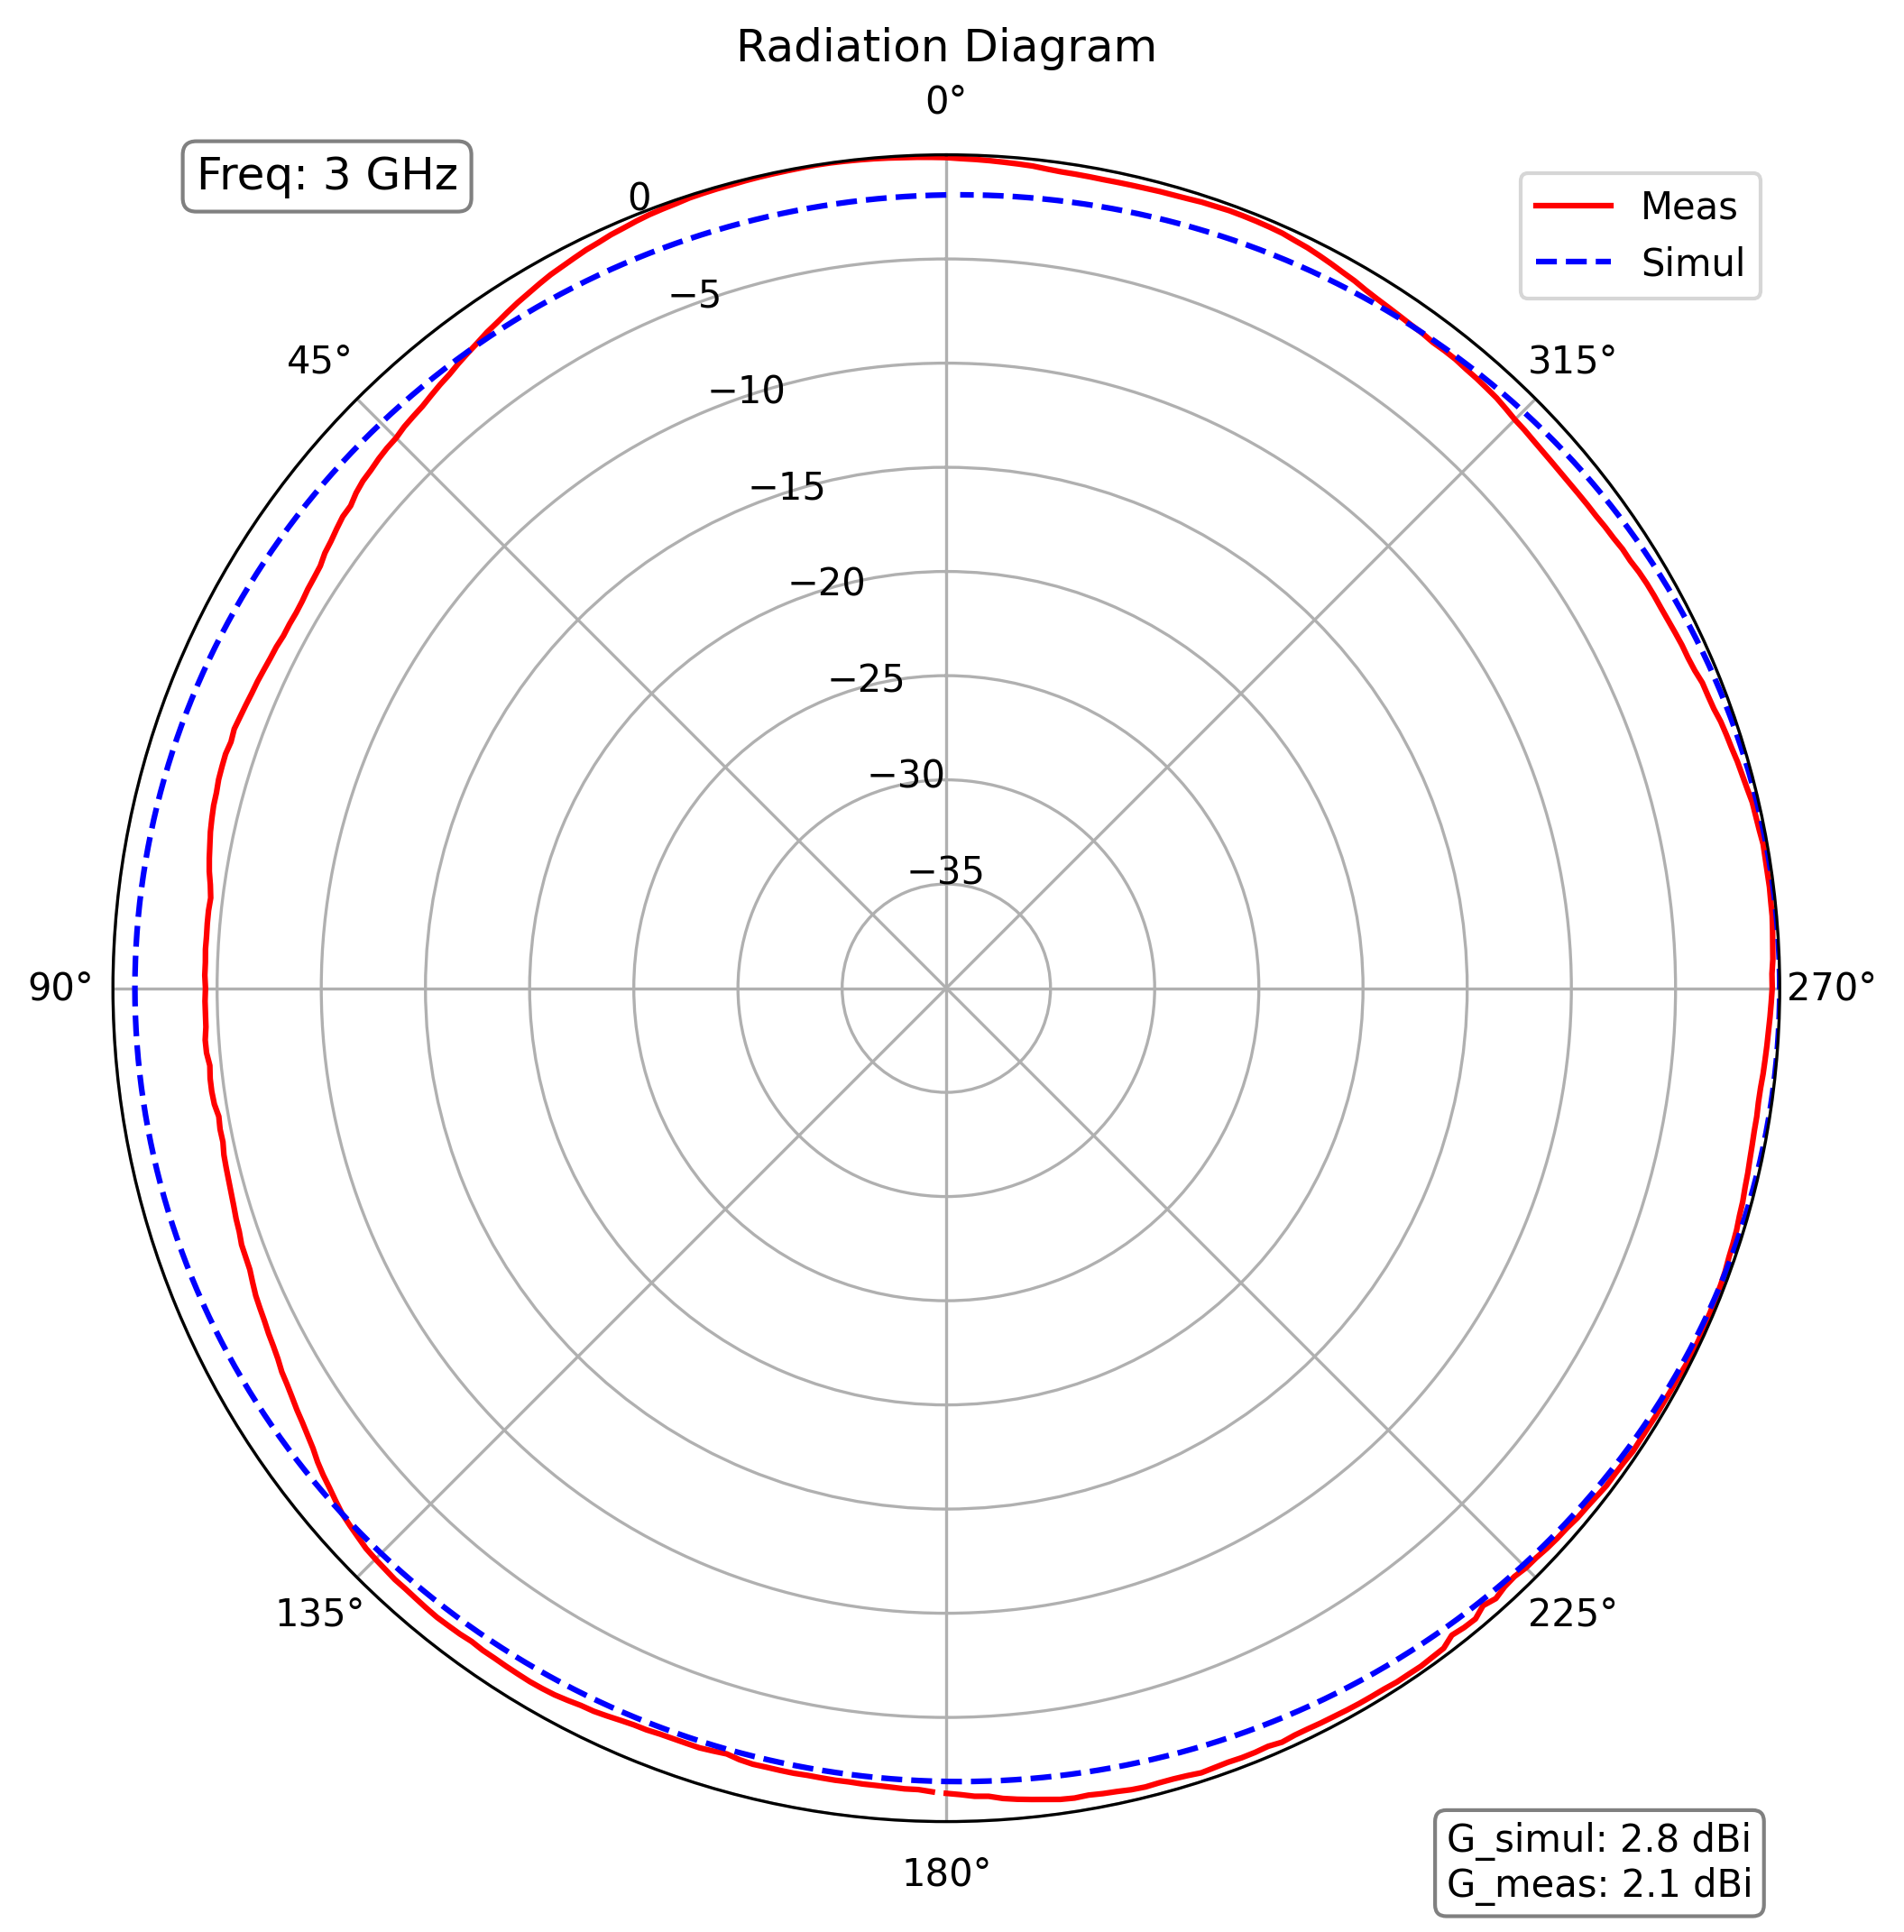 Radiation Diagram
0°
Freq: 3 GHz
0
Meas
Simul
−5
45°
315°
−10
−15
−20
−25
−30
−35
90°
270°
135°
225°
180°
G_simul: 2.8 dBi
G_meas: 2.1 dBi